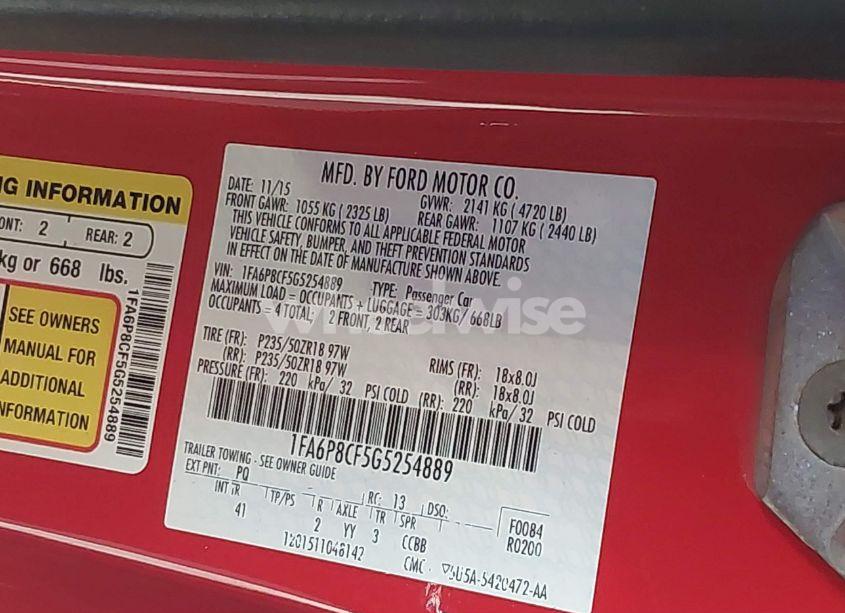 NG INFORMATION
ONT: 2 REAR: 2
kg or 668 lbs.
SEE OWNERS
MANUAL FOR
ADDITIONAL
INFORMATION
1FA6P8CF5G5254889
MFD. BY FORD MOTOR CO.
DATE: 11/15 GVWR: 2141 KG ( 4720 LB)
FRONT GAWR: 1055 KG ( 2325 LB) REAR GAWR: 1107 KG ( 2440 LB)
THIS VEHICLE CONFORMS TO ALL APPLICABLE FEDERAL MOTOR
VEHICLE SAFETY, BUMPER, AND THEFT PREVENTION STANDARDS
IN EFFECT ON THE DATE OF MANUFACTURE SHOWN ABOVE.
VIN: 1FA6P8CF5G5254889 TYPE: Passenger Car
MAXIMUM LOAD = OCCUPANTS + LUGGAGE = 303KG/ 668LB
OCCUPANTS = 4 TOTAL: 2 FRONT, 2 REAR
wheelwise
TIRE (FR): P235/50ZR18 97W RIMS (FR): 18x8.0J
(RR): P235/50ZR18 97W (RR): 18x8.0J
PRESSURE (FR): 220 kPa/ 32 PSI COLD (RR): 220 kPa/ 32 PSI COLD
1FA6P8CF5G5254889
TRAILER TOWING - SEE OWNER GUIDE
EXT PNT: PQ RC: 13 DSO: F0084
INT TR TP/PS R AXLE TR SPR R0200
41 2 YY 3 CCBB
1201511046142 CMC 5U5A-5420472-AA